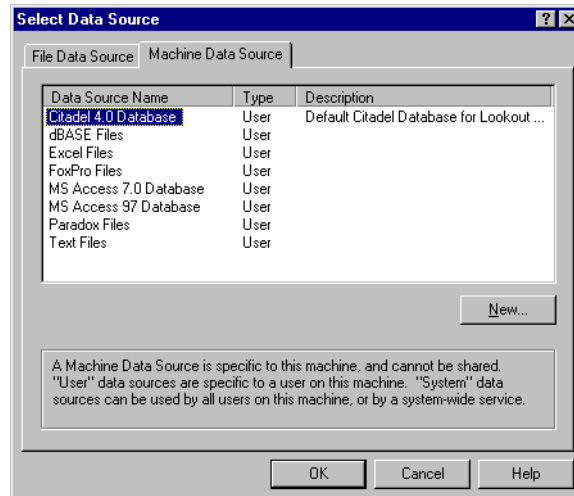 Select Data Source
File Data Source Machine Data Source
Data Source Name Type Description
Citadel 4.0 Database User Default Citadel Database for Lookout ...
dBASE Files User
Excel Files User
FoxPro Files User
MS Access 7.0 Database User
MS Access 97 Database User
Paradox Files User
Text Files User
New...
A Machine Data Source is specific to this machine, and cannot be shared.
"User" data sources are specific to a user on this machine. "System" data
sources can be used by all users on this machine, or by a system-wide service.
OK Cancel Help